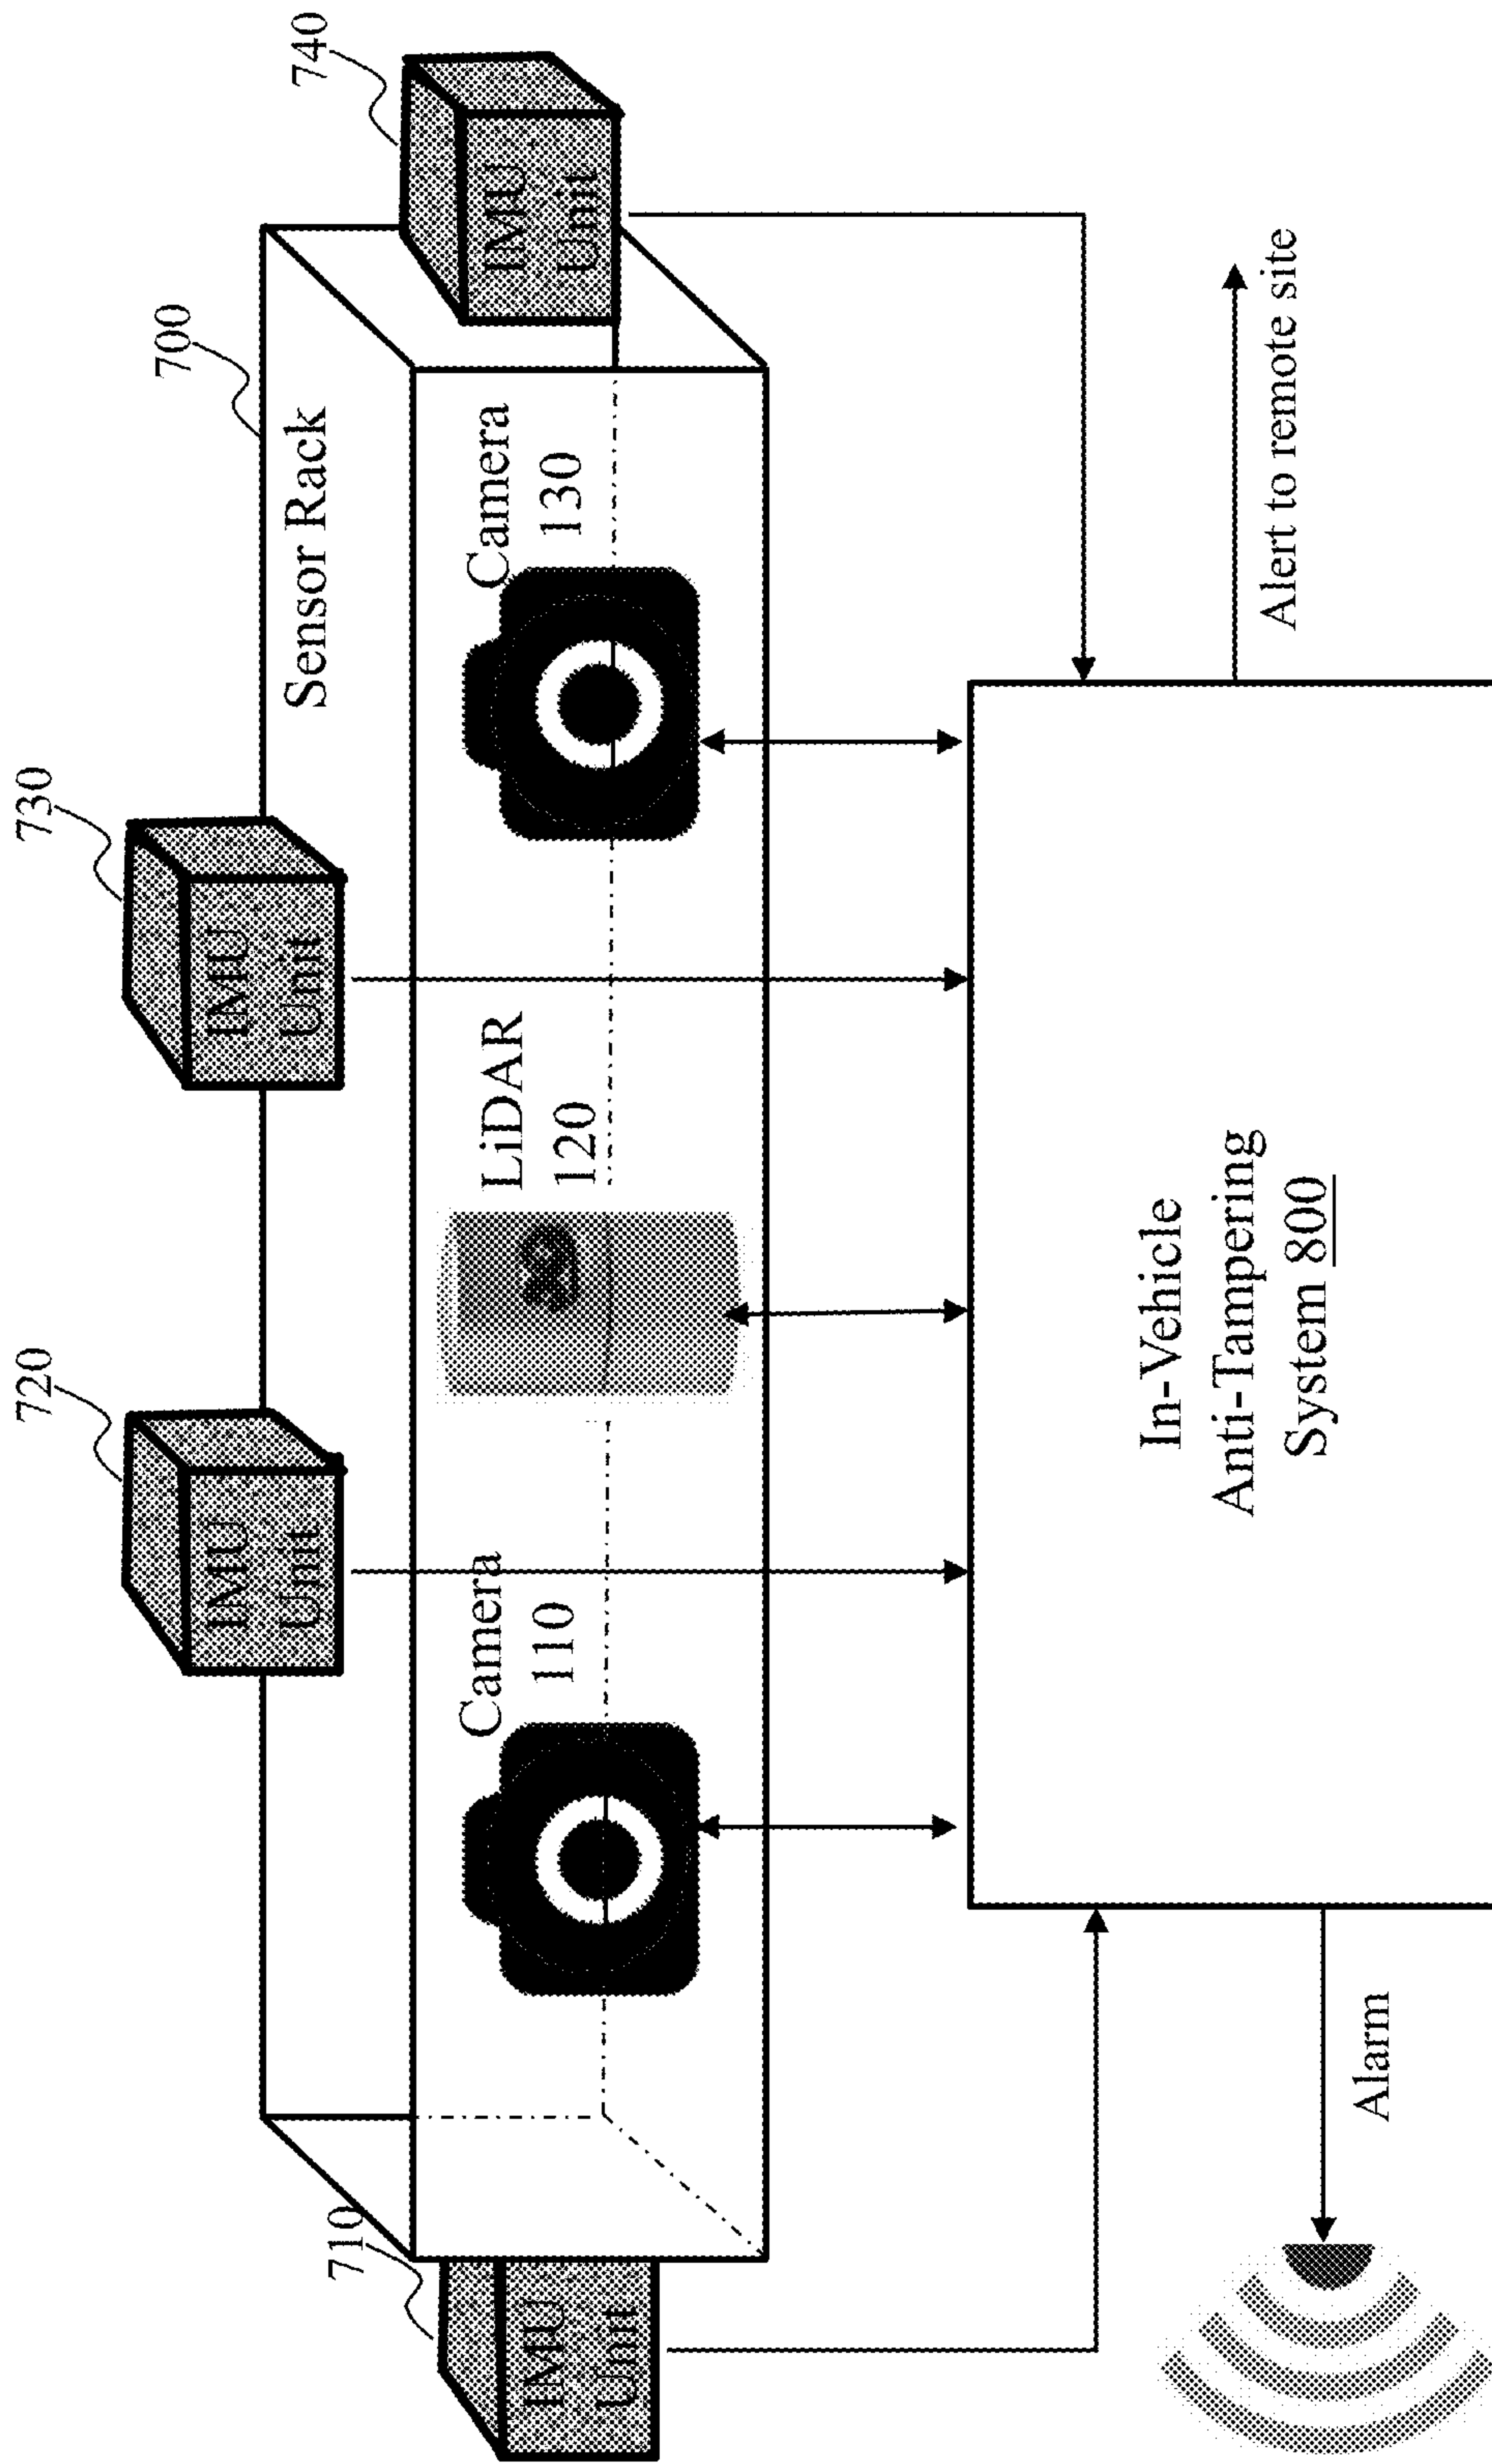 720
730
740
700
710
IMU
Unit
IMU
Unit
Sensor Rack
IMU
Unit
IMU
Unit
Camera
110
LiDAR
120
Camera
130
In-Vehicle
Anti-Tampering
System 800
Alert to remote site
Alarm